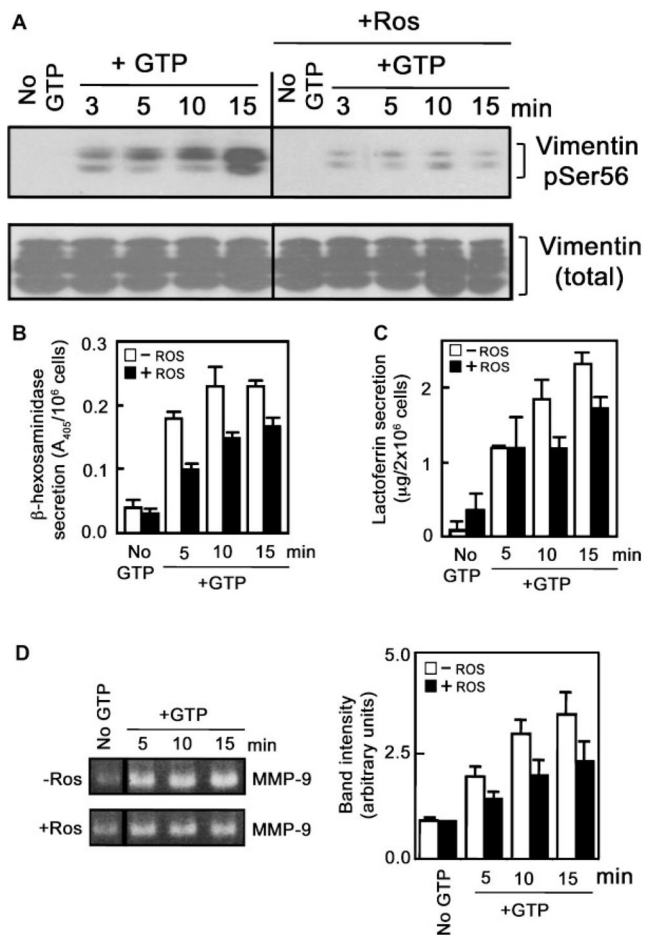 A
+Ros
+ GTP
+GTP
No GTP
3 5 10 15
No GTP
3 5 10 15 min
Vimentin pSer56
Vimentin (total)
B
β-hexosaminidase secretion (A405/10⁶ cells)
0.3
0.2
0.1
0.0
– ROS
+ ROS
No GTP
5 10 15 min
+GTP
C
Lactoferrin secretion (μg/2x10⁶ cells)
2
1
0
– ROS
+ ROS
No GTP
5 10 15 min
+GTP
D
No GTP
+GTP
5 10 15 min
-Ros
MMP-9
+Ros
MMP-9
Band intensity (arbitrary units)
5.0
2.5
0.0
– ROS
+ ROS
No GTP
5 10 15 min
+GTP